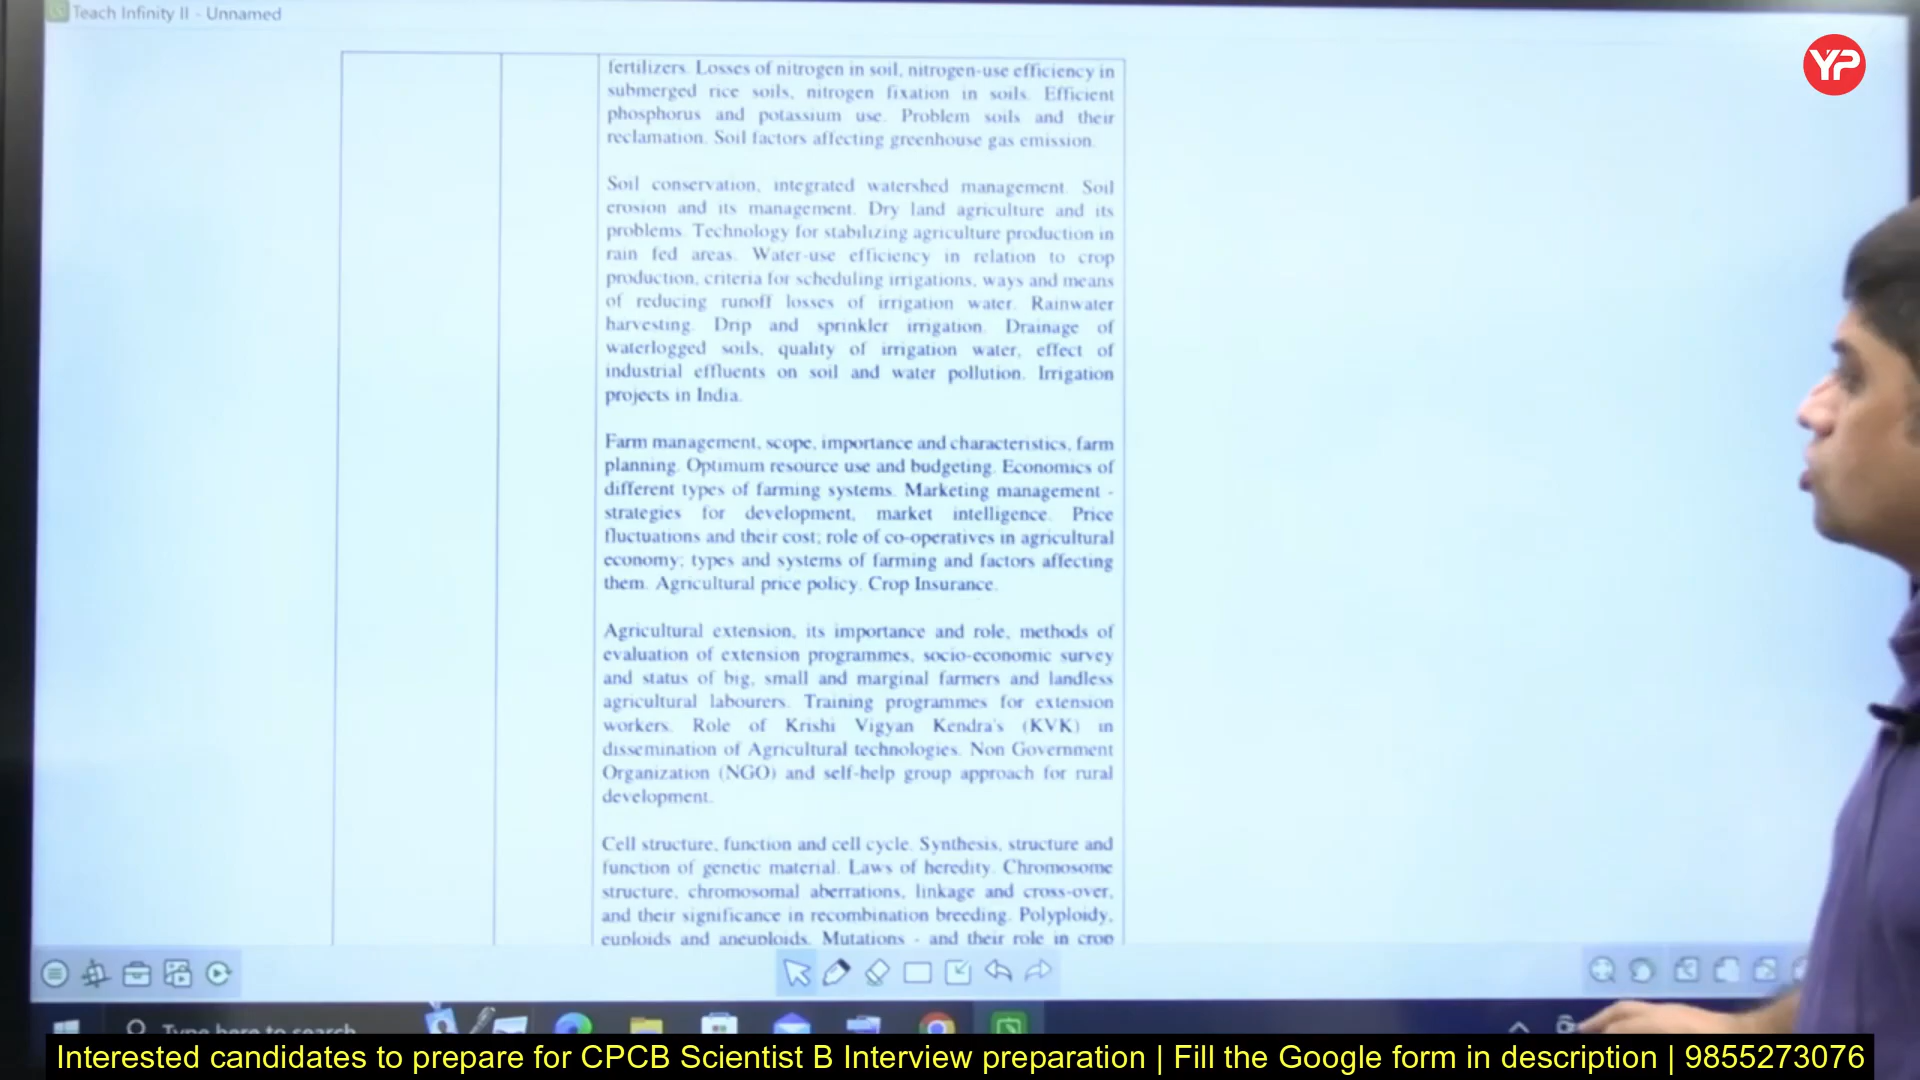 Teach Infinity II - Unnamed
YP
fertilizers. Losses of nitrogen in soil, nitrogen-use efficiency in
submerged rice soils, nitrogen fixation in soils. Efficient
phosphorus and potassium use. Problem soils and their
reclamation. Soil factors affecting greenhouse gas emission.
Soil conservation, integrated watershed management. Soil
erosion and its management. Dry land agriculture and its
problems. Technology for stabilizing agriculture production in
rain fed areas. Water-use efficiency in relation to crop
production, criteria for scheduling irrigations, ways and means
of reducing runoff losses of irrigation water. Rainwater
harvesting. Drip and sprinkler irrigation. Drainage of
waterlogged soils, quality of irrigation water, effect of
industrial effluents on soil and water pollution. Irrigation
projects in India.
Farm management, scope, importance and characteristics, farm
planning. Optimum resource use and budgeting. Economics of
different types of farming systems. Marketing management -
strategies for development, market intelligence. Price
fluctuations and their cost; role of co-operatives in agricultural
economy; types and systems of farming and factors affecting
them. Agricultural price policy. Crop Insurance.
Agricultural extension, its importance and role, methods of
evaluation of extension programmes, socio-economic survey
and status of big, small and marginal farmers and landless
agricultural labourers. Training programmes for extension
workers. Role of Krishi Vigyan Kendra's (KVK) in
dissemination of Agricultural technologies. Non Government
Organization (NGO) and self-help group approach for rural
development.
Cell structure, function and cell cycle. Synthesis, structure and
function of genetic material. Laws of heredity. Chromosome
structure, chromosomal aberrations, linkage and cross-over,
and their significance in recombination breeding. Polyploidy,
euploids and aneuploids. Mutations - and their role in crop
Type here to search
Interested candidates to prepare for CPCB Scientist B Interview preparation | Fill the Google form in description | 9855273076